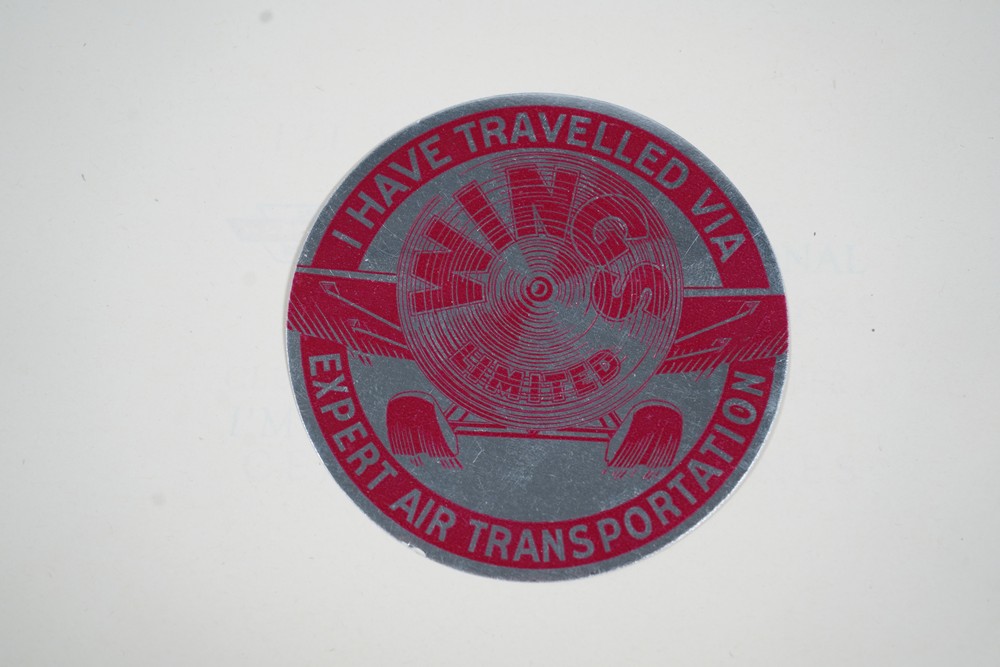 I HAVE TRAVELLED VIA
WINGS
LIMITED
EXPERT AIR TRANSPORTATION